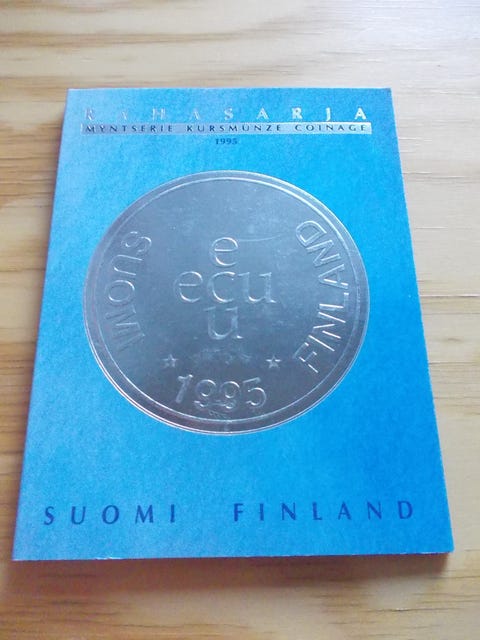 RAHASARJA
MYNTSERIE KURSMÜNZE COINAGE
1995
e
ecu
u
SUOMI
FINLAND
1995
SUOMI FINLAND